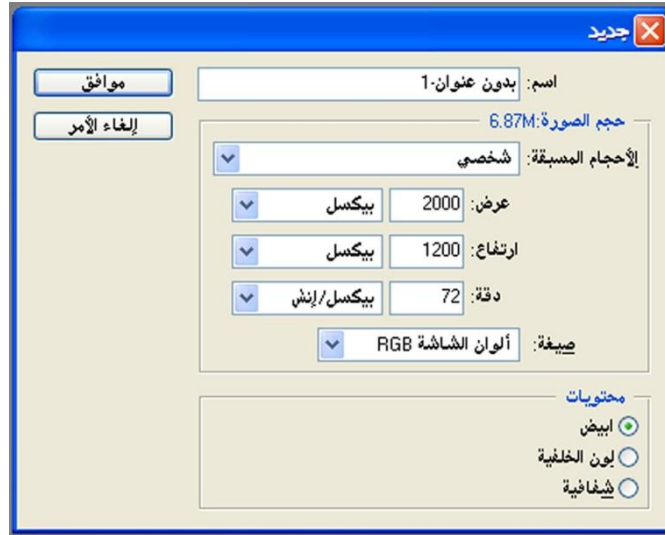 جديد
اسم: بدون عنوان-1
موافق
إلغاء الأمر
حجم الصورة:6.87M
الأحجام المسبقة: شخصي
عرض: 2000 بيكسل
ارتفاع: 1200 بيكسل
دقة: 72 بيكسل/إنش
صيغة: ألوان الشاشة RGB
محتويات
ابيض
لون الخلفية
شفافية